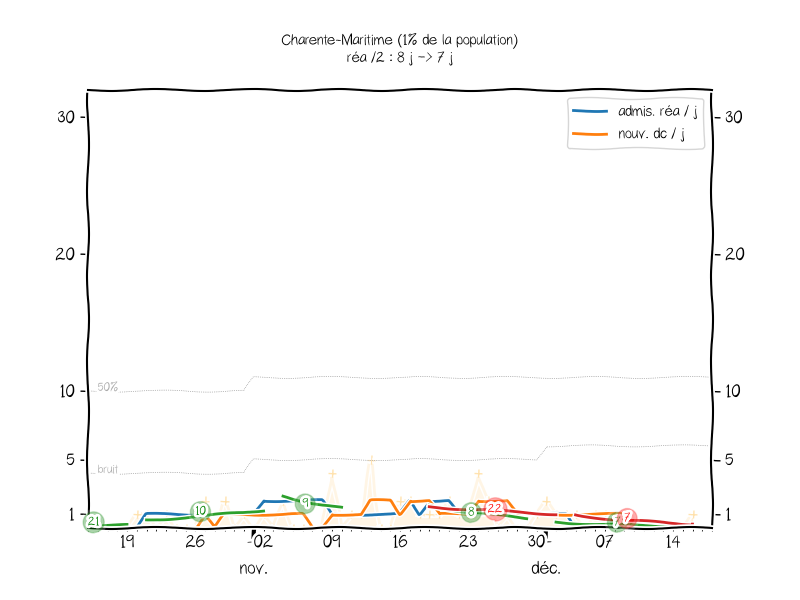 Charente-Maritime (1% de la population)
réa /2 : 8 j -> 7 j
admis. réa / j
nouv. dc / j
30 30
20 20
10 10
5 5
1 1
50%
bruit
21 10 9 8 22 7
19 26 02 09 16 23 30 07 14
nov. déc.